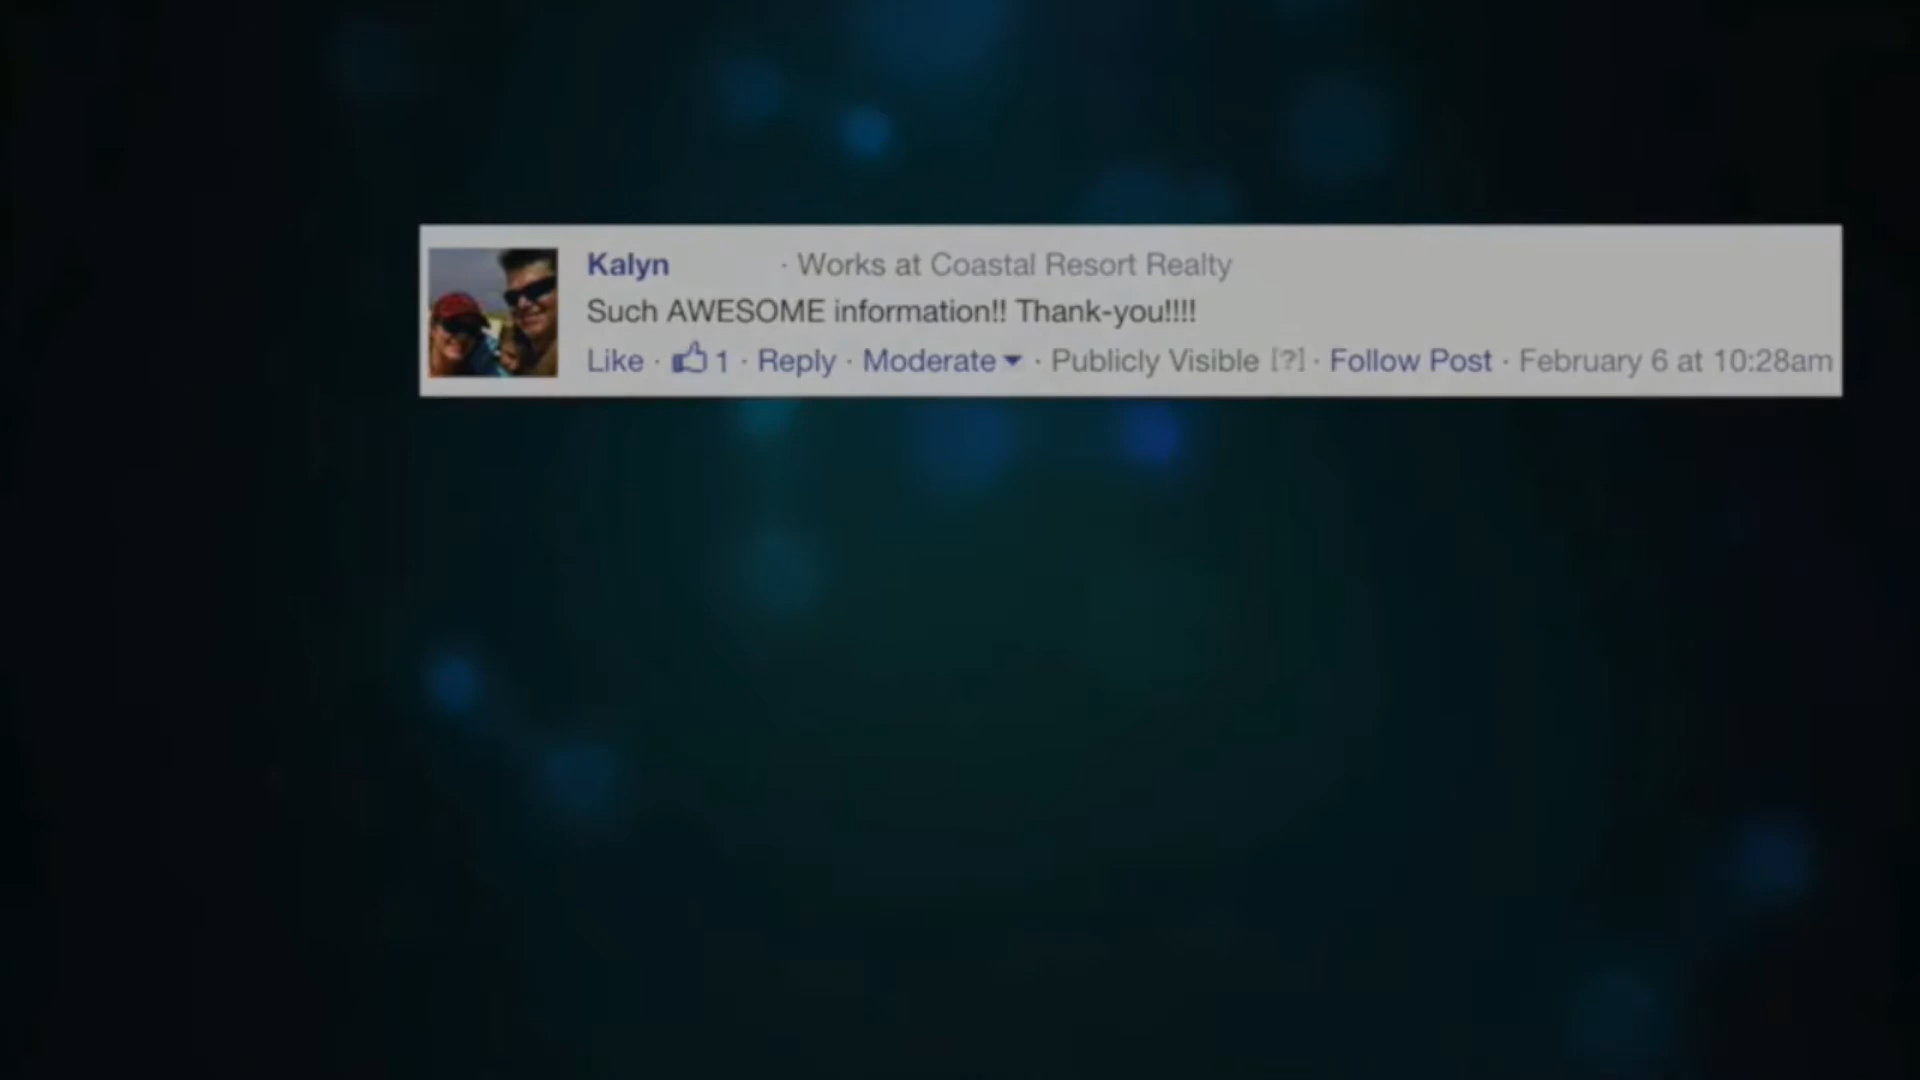 Kalyn · Works at Coastal Resort Realty
Such AWESOME information!! Thank-you!!!!
Like · 1 · Reply · Moderate · Publicly Visible [?] · Follow Post · February 6 at 10:28am